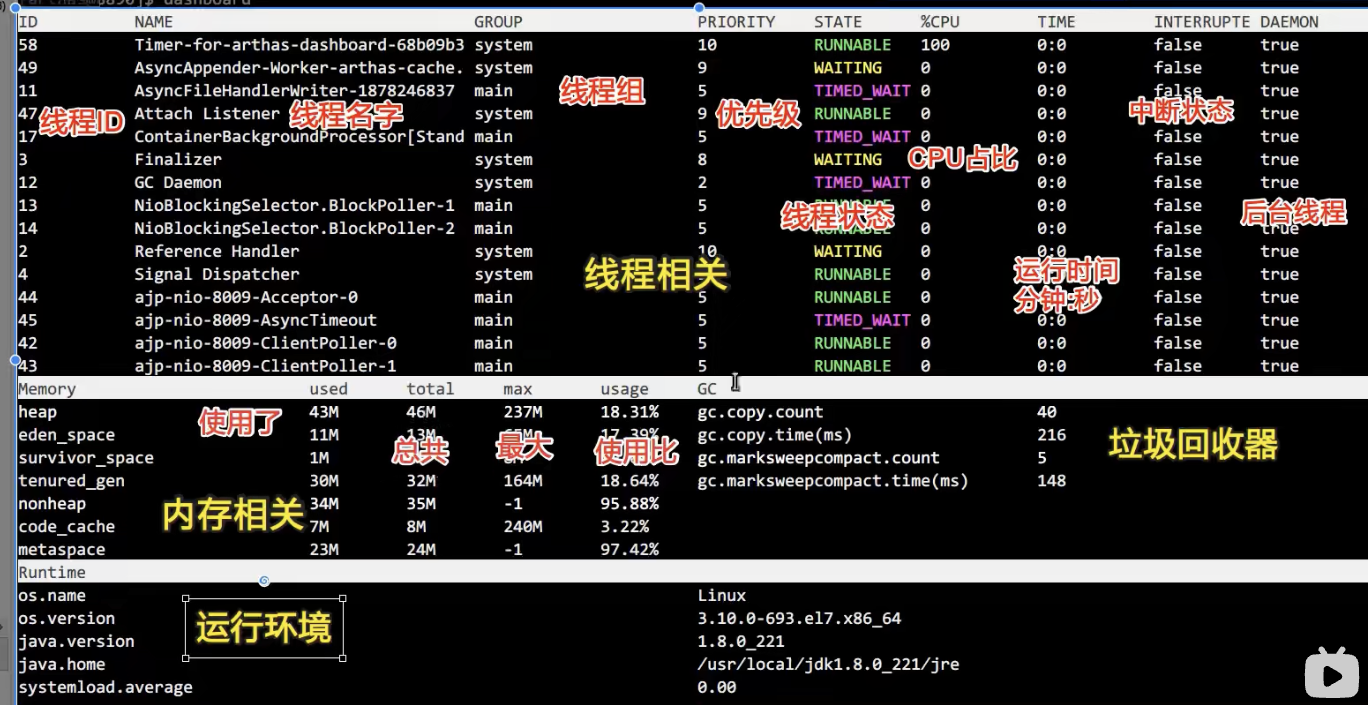 dashboard
ID NAME GROUP PRIORITY STATE %CPU TIME INTERRUPTE DAEMON
58 Timer-for-arthas-dashboard-68b09b3 system 10 RUNNABLE 100 0:0 false true
49 AsyncAppender-Worker-arthas-cache. system 9 WAITING 0 0:0 false true
11 AsyncFileHandlerWriter-1878246837 main 5 TIMED_WAIT 0 0:0 false true
线程组
47 Attach Listener system 9 RUNNABLE 0 0:0 false true
线程ID 线程名字 优先级 中断状态
17 ContainerBackgroundProcessor[Stand main 5 TIMED_WAIT 0 0:0 false true
3 Finalizer system 8 WAITING 0 0:0 false true
CPU占比
12 GC Daemon system 2 TIMED_WAIT 0 0:0 false true
13 NioBlockingSelector.BlockPoller-1 main 5 0 0:0 false true
线程状态 后台线程
14 NioBlockingSelector.BlockPoller-2 main 5 RUNNABLE 0 0:0 false true
2 Reference Handler system 10 WAITING 0 0:0 false true
4 Signal Dispatcher system RUNNABLE 0 false true
线程相关 运行时间
44 ajp-nio-8009-Acceptor-0 main 5 RUNNABLE 0 false true
分钟:秒
45 ajp-nio-8009-AsyncTimeout main 5 TIMED_WAIT 0 0:0 false true
42 ajp-nio-8009-ClientPoller-0 main 5 RUNNABLE 0 0:0 false true
43 ajp-nio-8009-ClientPoller-1 main 5 RUNNABLE 0 0:0 false true
Memory used total max usage GC
heap 43M 46M 237M 18.31% gc.copy.count 40
使用了
eden_space 11M 13M 17.39% gc.copy.time(ms) 216
总共 最大 使用比 垃圾回收器
survivor_space 1M gc.marksweepcompact.count 5
tenured_gen 30M 32M 164M 18.64% gc.marksweepcompact.time(ms) 148
nonheap 34M 35M -1 95.88%
内存相关
code_cache 7M 8M 240M 3.22%
metaspace 23M 24M -1 97.42%
Runtime
os.name Linux
os.version 3.10.0-693.el7.x86_64
运行环境
java.version 1.8.0_221
java.home /usr/local/jdk1.8.0_221/jre
systemload.average 0.00